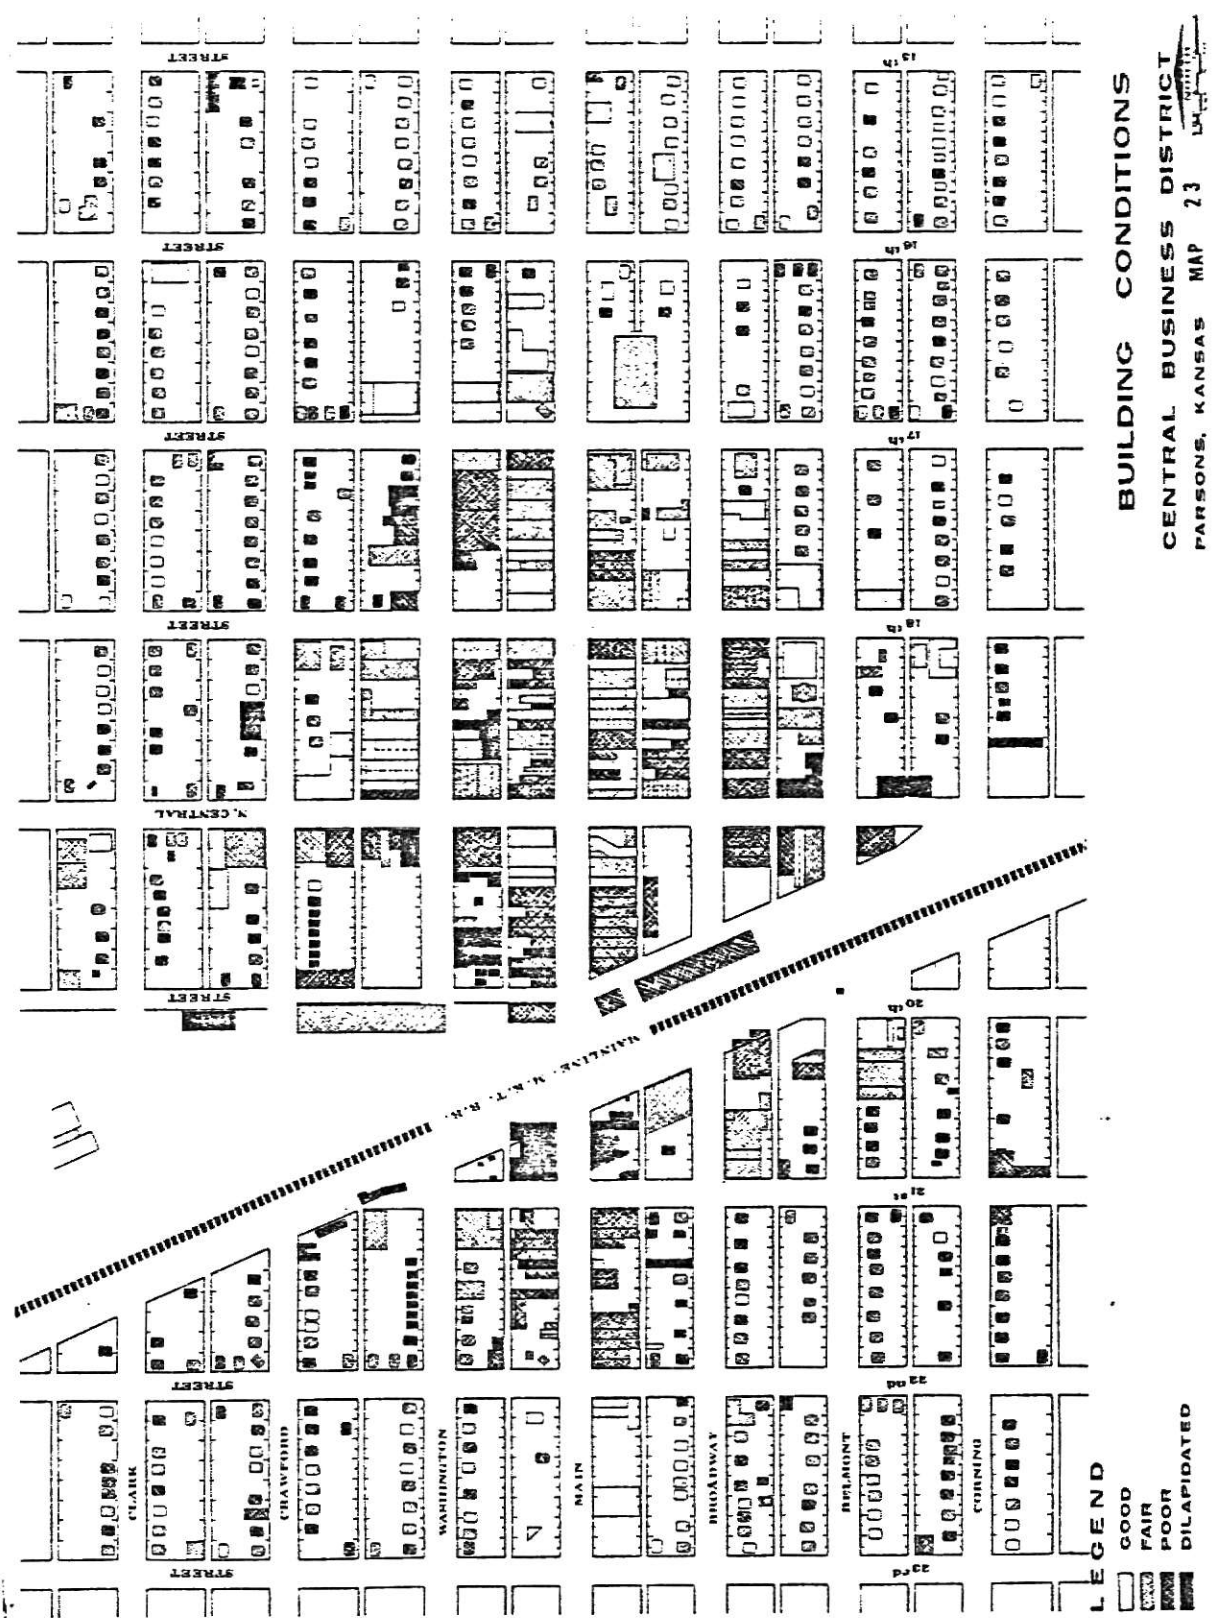 BUILDING CONDITIONS
CENTRAL BUSINESS DISTRICT
PARSONS, KANSAS MAP 23
NORTH
15th
STREET
16th
STREET
17th
STREET
18th
STREET
N. CENTRAL
20th
STREET
21st
22nd
STREET
23rd
STREET
MAINLINE M.K.T. R.R.
CLARK
CRAWFORD
WASHINGTON
MAIN
BROADWAY
BELMONT
CORNING
LEGEND
GOOD
FAIR
POOR
DILAPIDATED